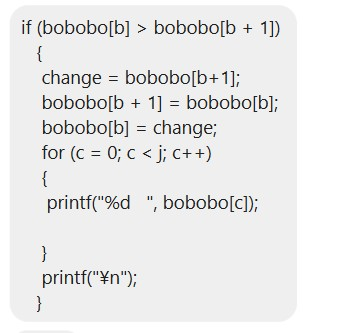 if (bobobo[b] > bobobo[b + 1])
{
change = bobobo[b+1];
bobobo[b + 1] = bobobo[b];
bobobo[b] = change;
for (c = 0; c < j; c++)
{
printf("%d   ", bobobo[c]);
}
printf("¥n");
}